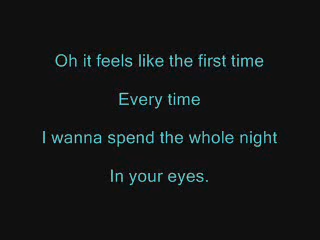 Oh it feels like the first time
Every time
I wanna spend the whole night
In your eyes.